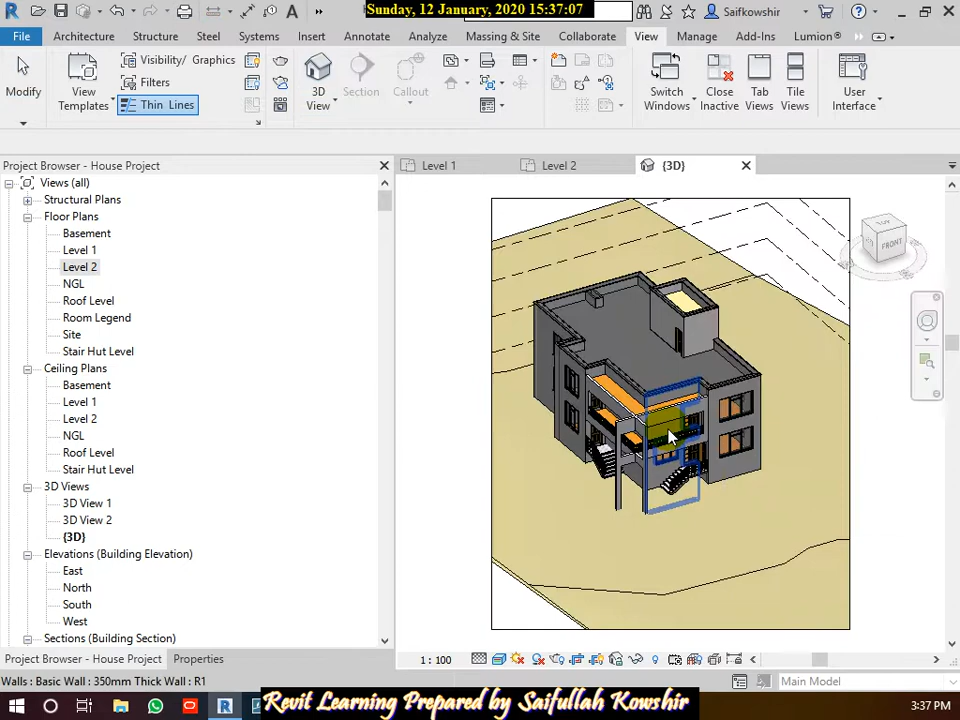 Sunday, 12 January, 2020 15:37:07
Saifkowshir
File
Architecture
Structure
Steel
Systems
Insert
Annotate
Analyze
Massing & Site
Collaborate
View
Manage
Add-Ins
Lumion®
Modify
View
Templates
Visibility/ Graphics
Filters
Thin Lines
3D
View
Section
Callout
Switch
Windows
Close
Inactive
Tab
Views
Tile
Views
User
Interface
Project Browser - House Project
Level 1
Level 2
{3D}
Views (all)
Structural Plans
Floor Plans
Basement
Level 1
Level 2
NGL
Roof Level
Room Legend
Site
Stair Hut Level
Ceiling Plans
Basement
Level 1
Level 2
NGL
Roof Level
Stair Hut Level
3D Views
3D View 1
3D View 2
{3D}
Elevations (Building Elevation)
East
North
South
West
Sections (Building Section)
FRONT
Project Browser - House Project
Properties
1 : 100
Walls : Basic Wall : 350mm Thick Wall : R1
Main Model
Revit Learning Prepared by Saifullah Kowshir
3:37 PM